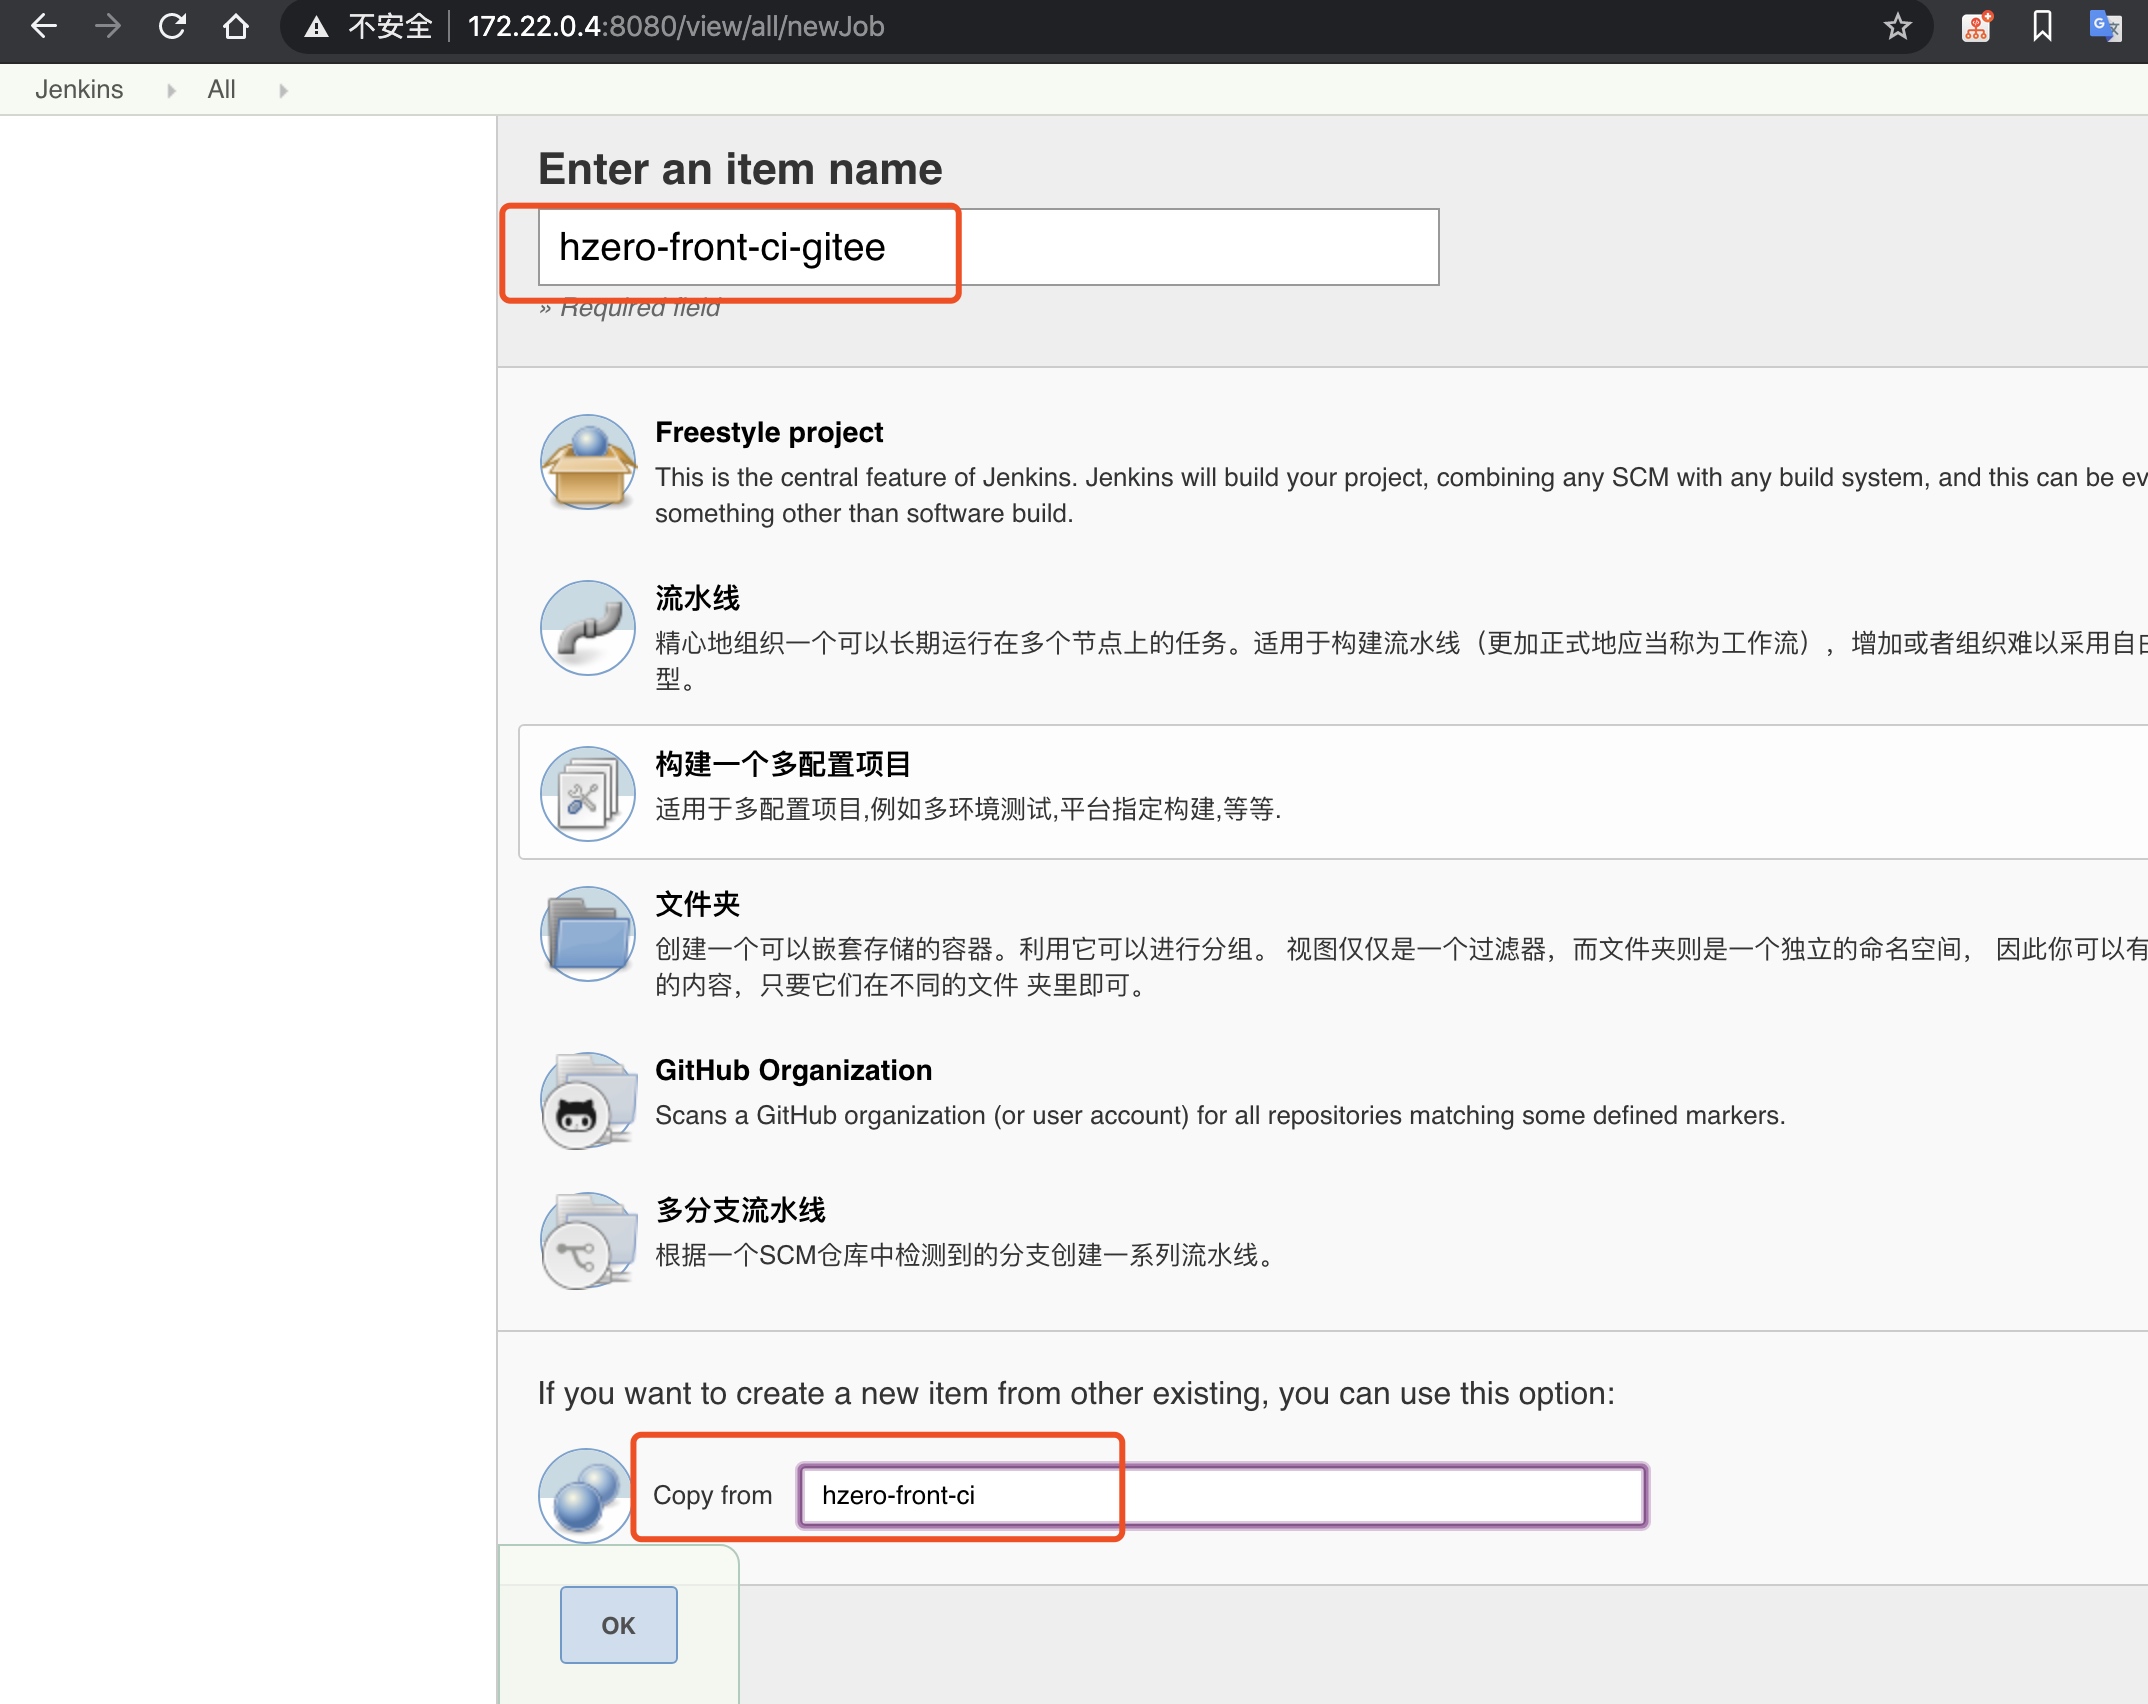 不安全 172.22.0.4:8080/view/all/newJob
Jenkins All
Enter an item name
hzero-front-ci-gitee
» Required field
Freestyle project
This is the central feature of Jenkins. Jenkins will build your project, combining any SCM with any build system, and this can be ev
something other than software build.
流水线
精心地组织一个可以长期运行在多个节点上的任务。适用于构建流水线（更加正式地应当称为工作流），增加或者组织难以采用自由
型。
构建一个多配置项目
适用于多配置项目,例如多环境测试,平台指定构建,等等.
文件夹
创建一个可以嵌套存储的容器。利用它可以进行分组。 视图仅仅是一个过滤器，而文件夹则是一个独立的命名空间， 因此你可以有
的内容，只要它们在不同的文件 夹里即可。
GitHub Organization
Scans a GitHub organization (or user account) for all repositories matching some defined markers.
多分支流水线
根据一个SCM仓库中检测到的分支创建一系列流水线。
If you want to create a new item from other existing, you can use this option:
Copy from hzero-front-ci
OK